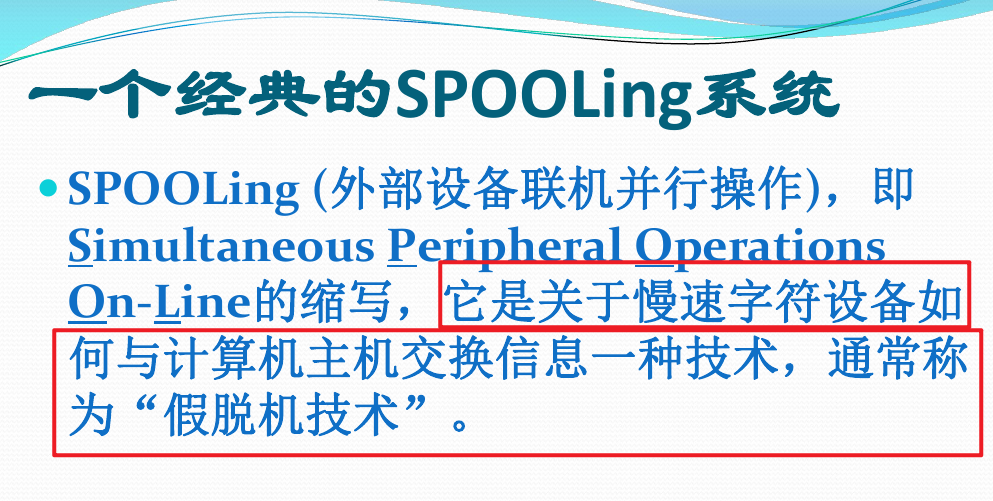 一个经典的SPOOLing系统
• SPOOLing (外部设备联机并行操作)，即
Simultaneous Peripheral Operations
On-Line的缩写，它是关于慢速字符设备如
何与计算机主机交换信息一种技术，通常称
为“假脱机技术”。